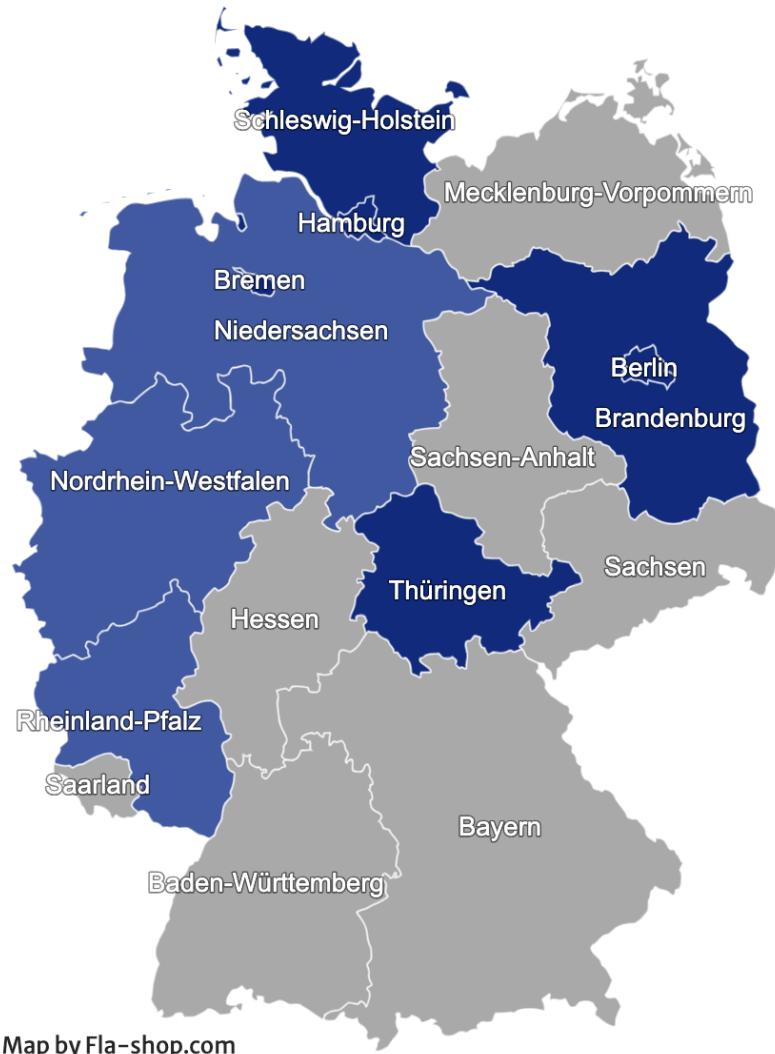 Schleswig-Holstein
Mecklenburg-Vorpommern
Hamburg
Bremen
Niedersachsen
Berlin
Brandenburg
Sachsen-Anhalt
Nordrhein-Westfalen
Sachsen
Thüringen
Hessen
Rheinland-Pfalz
Saarland
Bayern
Baden-Württemberg
Map by Fla-shop.com